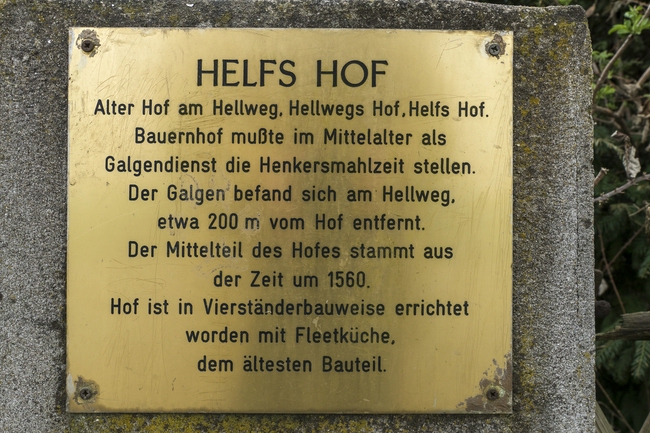 HELFS HOF
Alter Hof am Hellweg, Hellwegs Hof, Helfs Hof.
Bauernhof mußte im Mittelalter als
Galgendienst die Henkersmahlzeit stellen.
Der Galgen befand sich am Hellweg,
etwa 200 m vom Hof entfernt.
Der Mittelteil des Hofes stammt aus
der Zeit um 1560.
Hof ist in Vierständerbauweise errichtet
worden mit Fleetküche,
dem ältesten Bauteil.